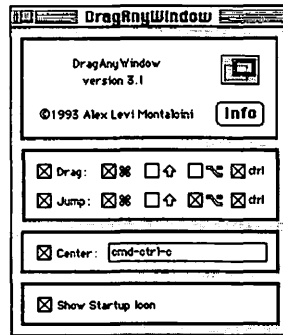 DragAnyWindow
DragAnyWindow
version 3.1
©1993 Alex Levi Montalcini
Info
Drag: ⌘ ⇧ ⌥ ctrl
Jump: ⌘ ⇧ ⌥ ctrl
Center: cmd-ctrl-c
Show Startup Icon